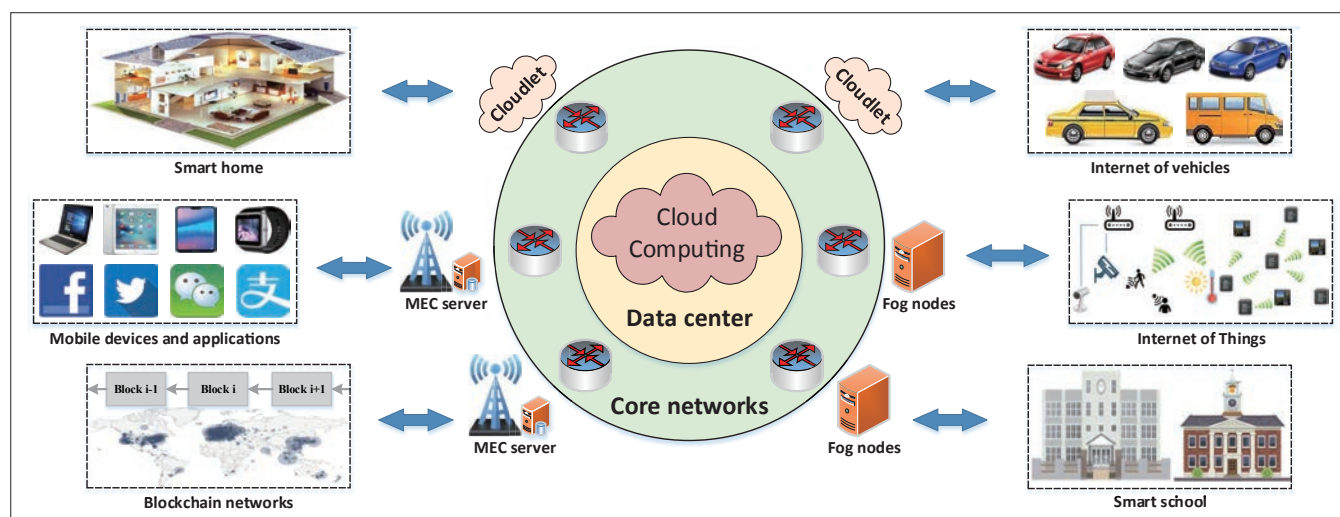 Smart home
Cloudlet
Cloudlet
Internet of vehicles
Mobile devices and applications
MEC server
Cloud
Computing
Data center
Core networks
Fog nodes
Internet of Things
Block i-1
Block i
Block i+1
Blockchain networks
MEC server
Fog nodes
Smart school
f
支